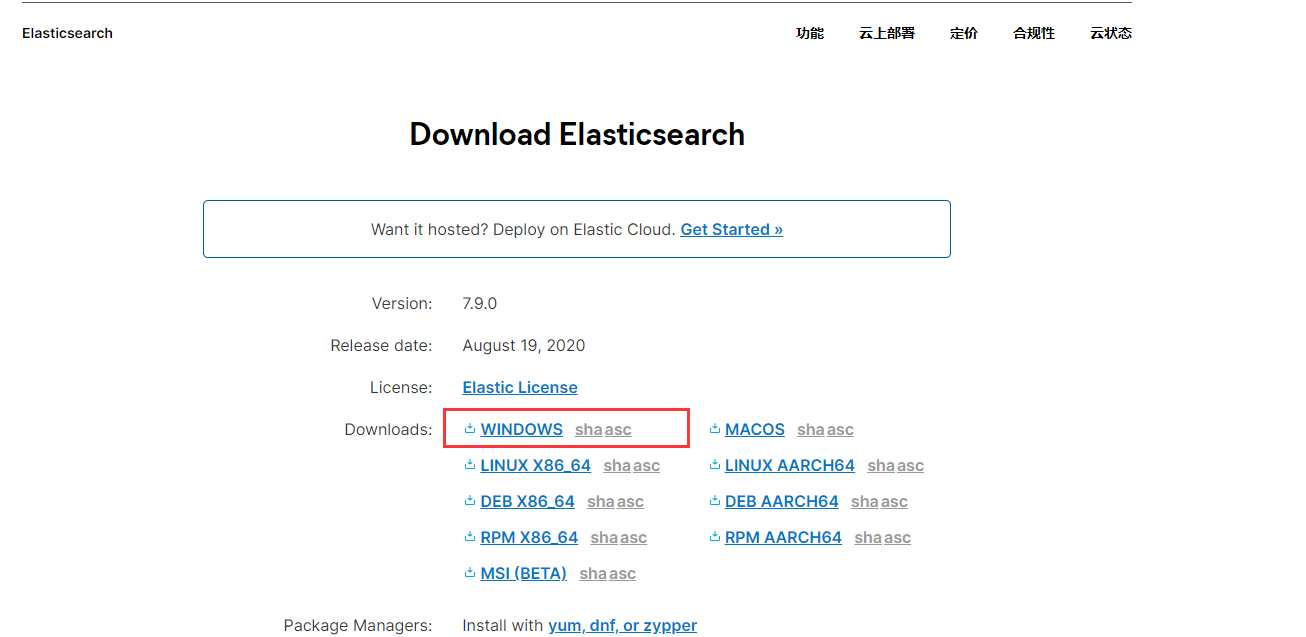 Elasticsearch 功能 云上部署 定价 合规性 云状态
Download Elasticsearch
Want it hosted? Deploy on Elastic Cloud. Get Started »
Version: 7.9.0
Release date: August 19, 2020
License: Elastic License
Downloads: WINDOWS sha asc MACOS sha asc
LINUX X86_64 sha asc LINUX AARCH64 sha asc
DEB X86_64 sha asc DEB AARCH64 sha asc
RPM X86_64 sha asc RPM AARCH64 sha asc
MSI (BETA) sha asc
Package Managers: Install with yum, dnf, or zypper